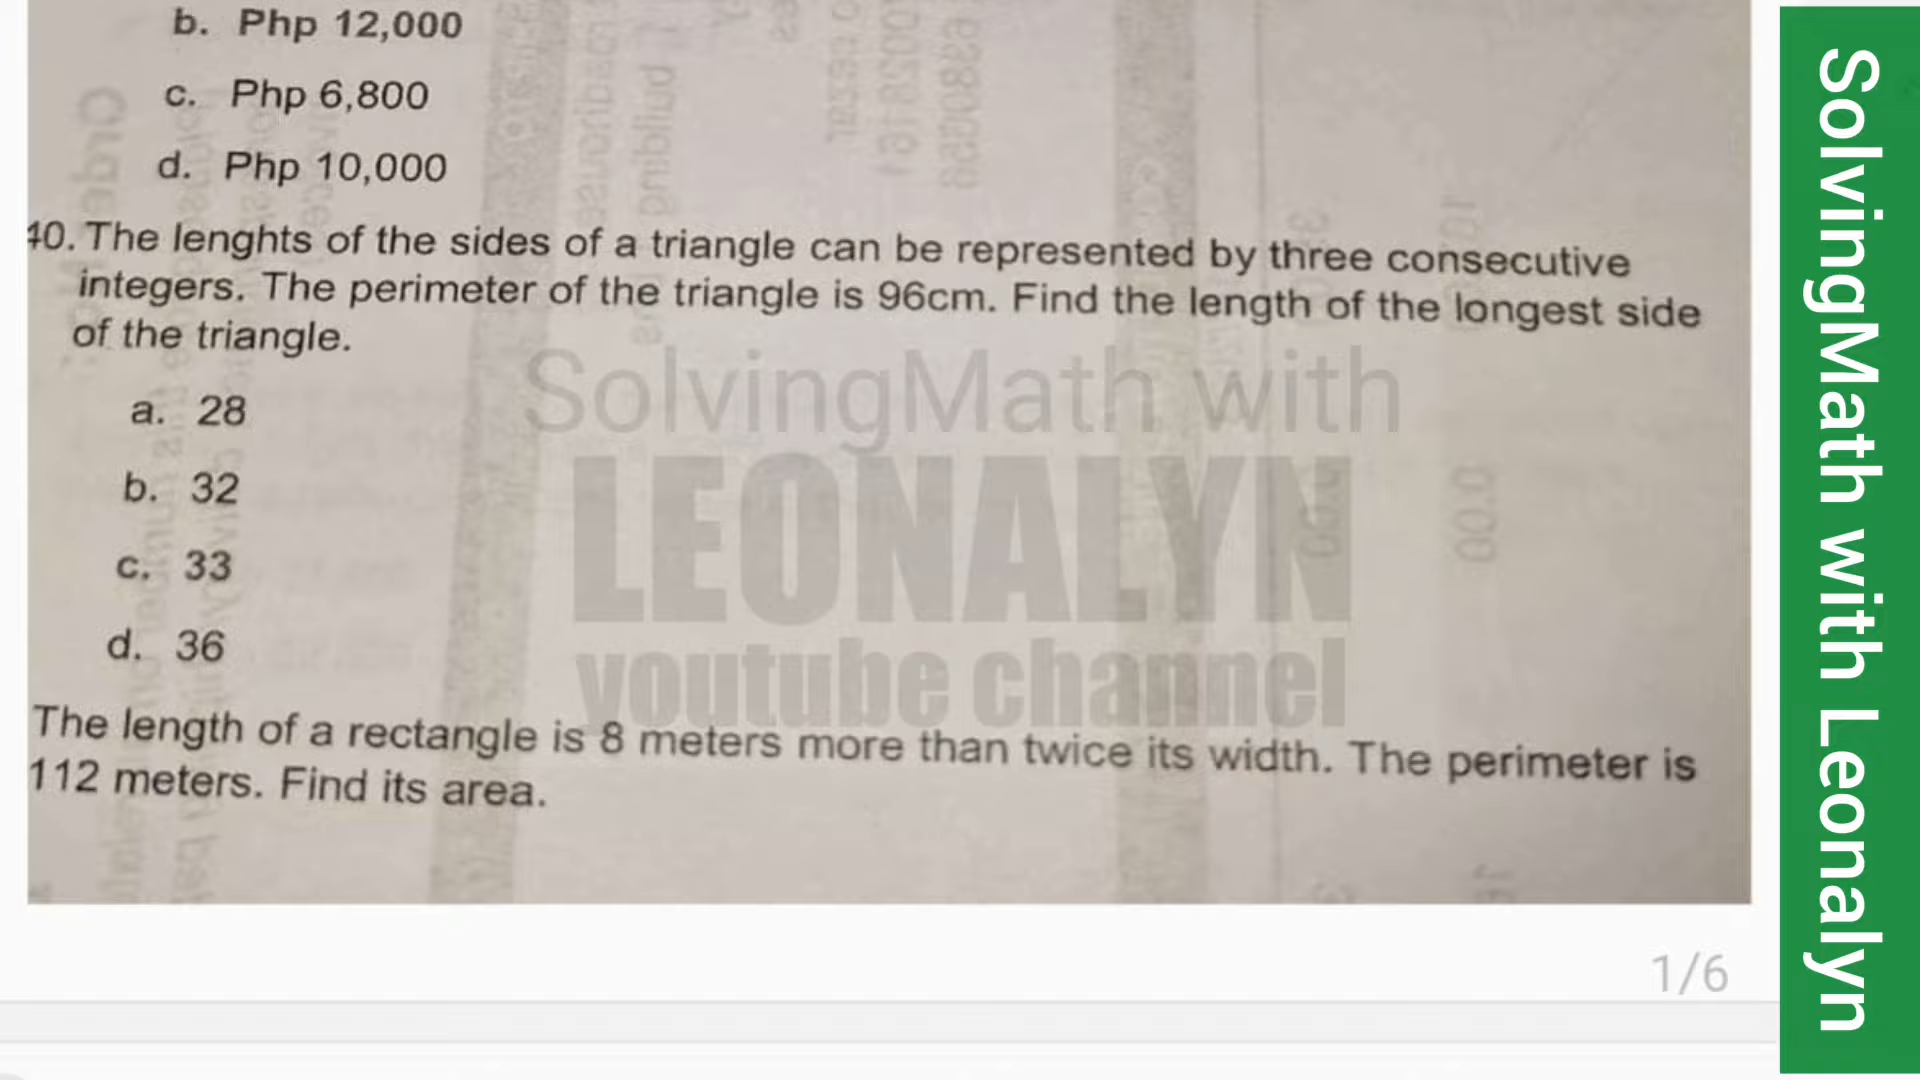 b. Php 12,000
c. Php 6,800
d. Php 10,000
40. The lenghts of the sides of a triangle can be represented by three consecutive
integers. The perimeter of the triangle is 96cm. Find the length of the longest side
of the triangle.
a. 28
b. 32
c. 33
d. 36
The length of a rectangle is 8 meters more than twice its width. The perimeter is
112 meters. Find its area.
SolvingMath with
LEONALYN
youtube channel
1/6
SolvingMath with Leonalyn